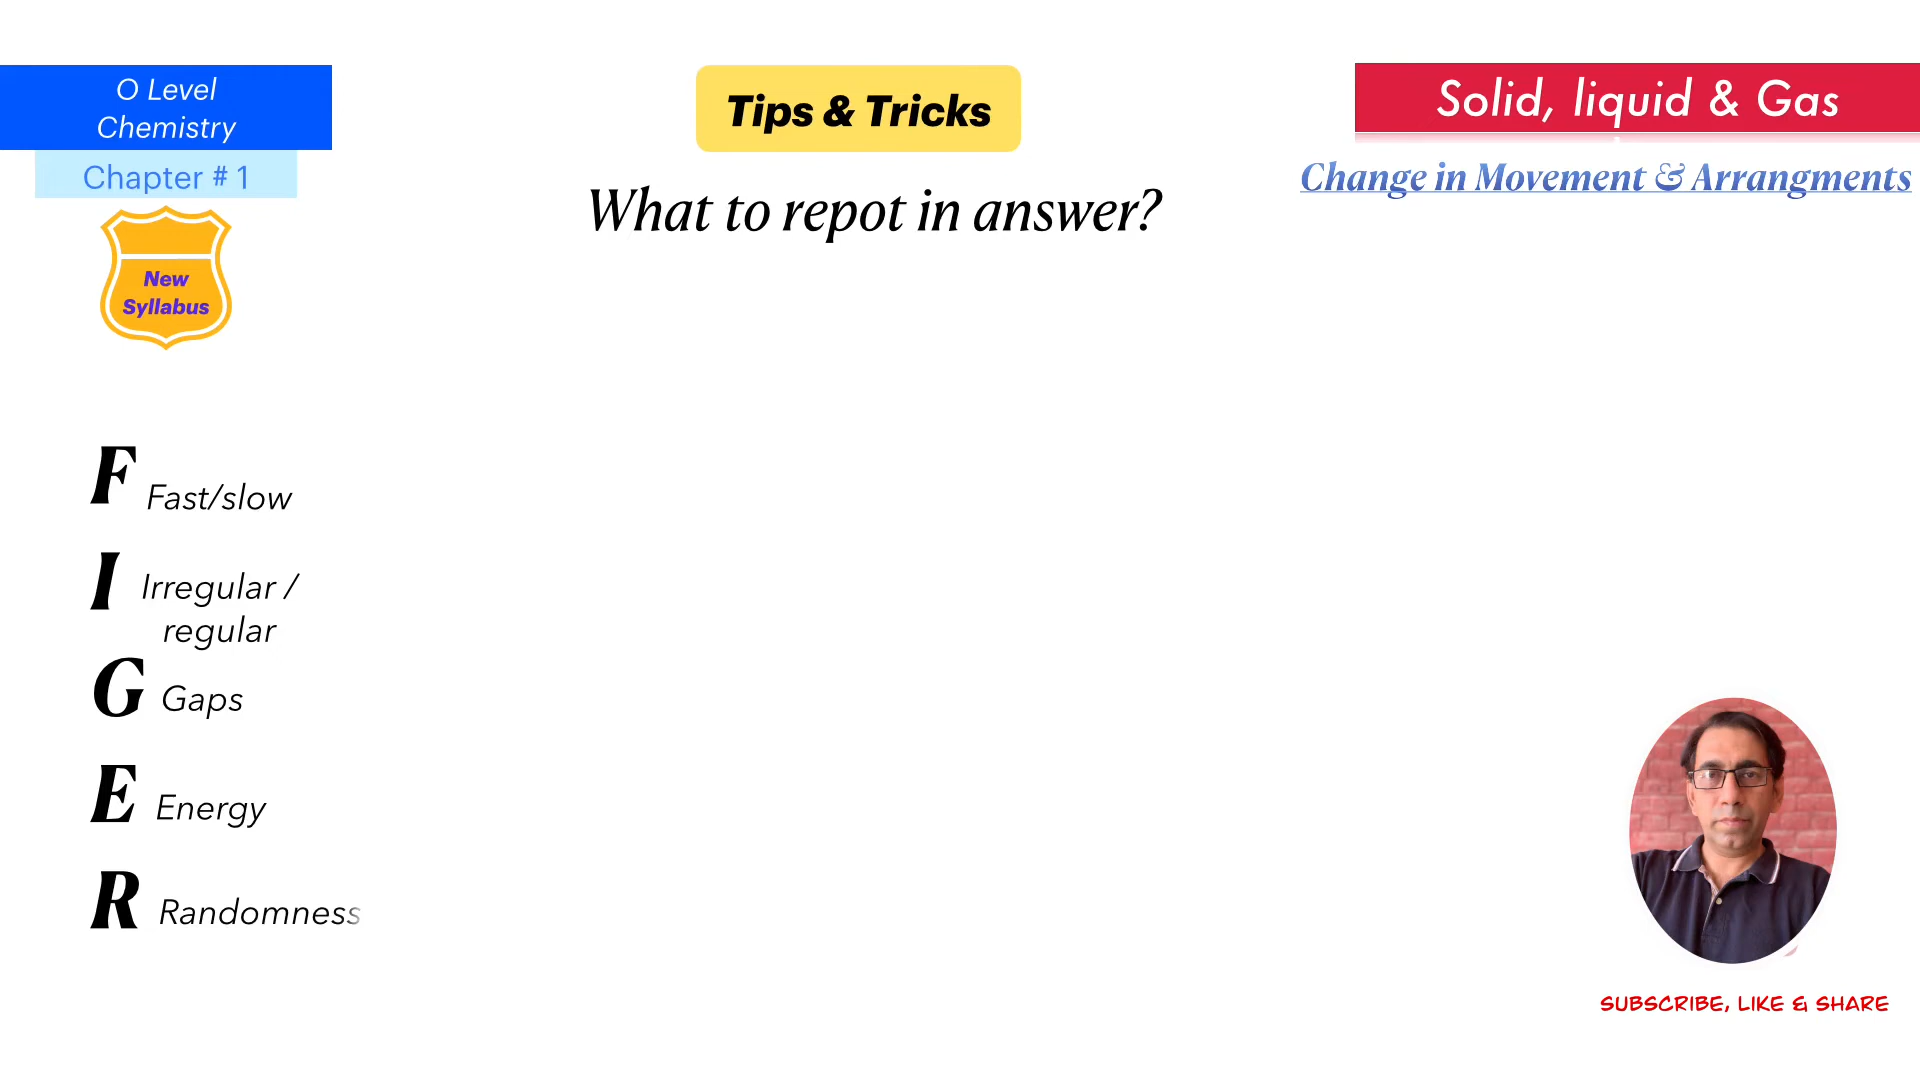 O Level
Chemistry
Chapter # 1
New
Syllabus
Tips & Tricks
What to repot in answer?
Solid, liquid & Gas
Change in Movement & Arrangments
F Fast/slow
I Irregular /
regular
G Gaps
E Energy
R Randomness
SUBSCRIBE, LIKE & SHARE